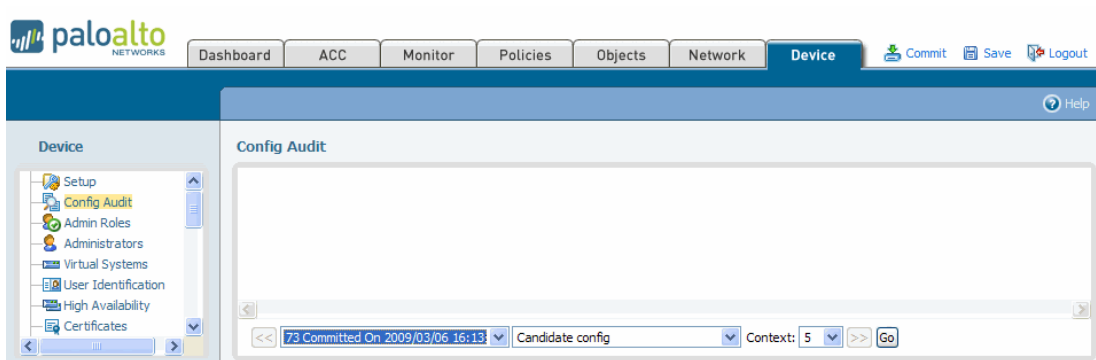 paloalto
NETWORKS
Dashboard
ACC
Monitor
Policies
Objects
Network
Device
Commit
Save
Logout
Help
Device
Setup
Config Audit
Admin Roles
Administrators
Virtual Systems
User Identification
High Availability
Certificates
Config Audit
<< 73 Committed On 2009/03/06 16:13: Candidate config Context: 5 >> Go